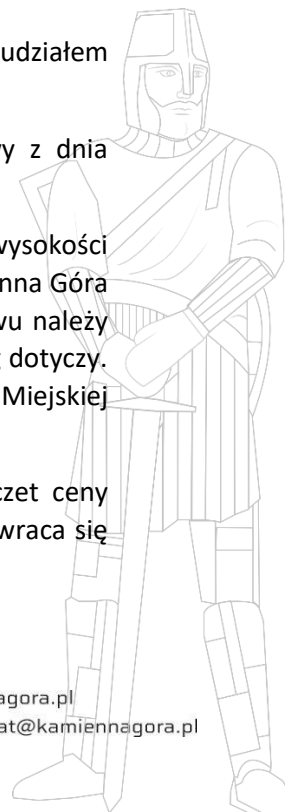 udziałem
y z dnia
wysokości
nna Góra
wu należy
dotyczy.
Miejskiej
czet ceny
wraca się
agora.pl
at@kamiennagora.pl